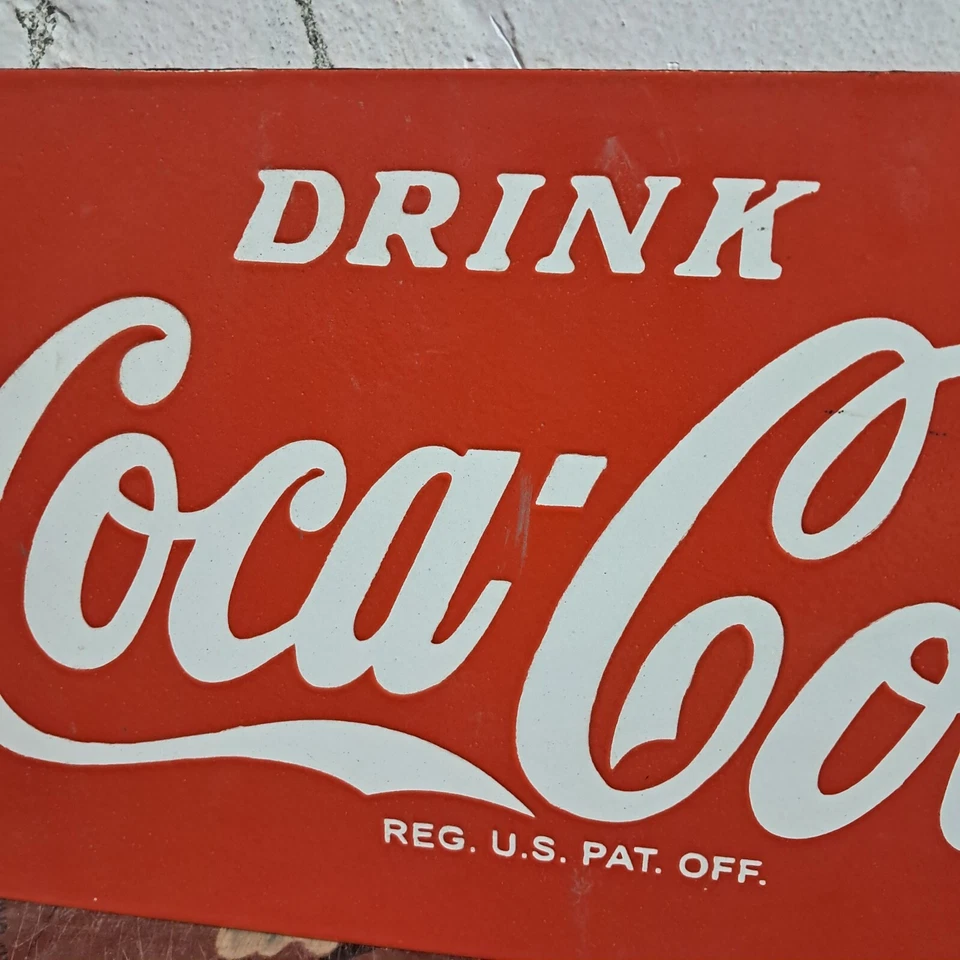 DRINK
Coca-Co
REG. U.S. PAT. OFF.